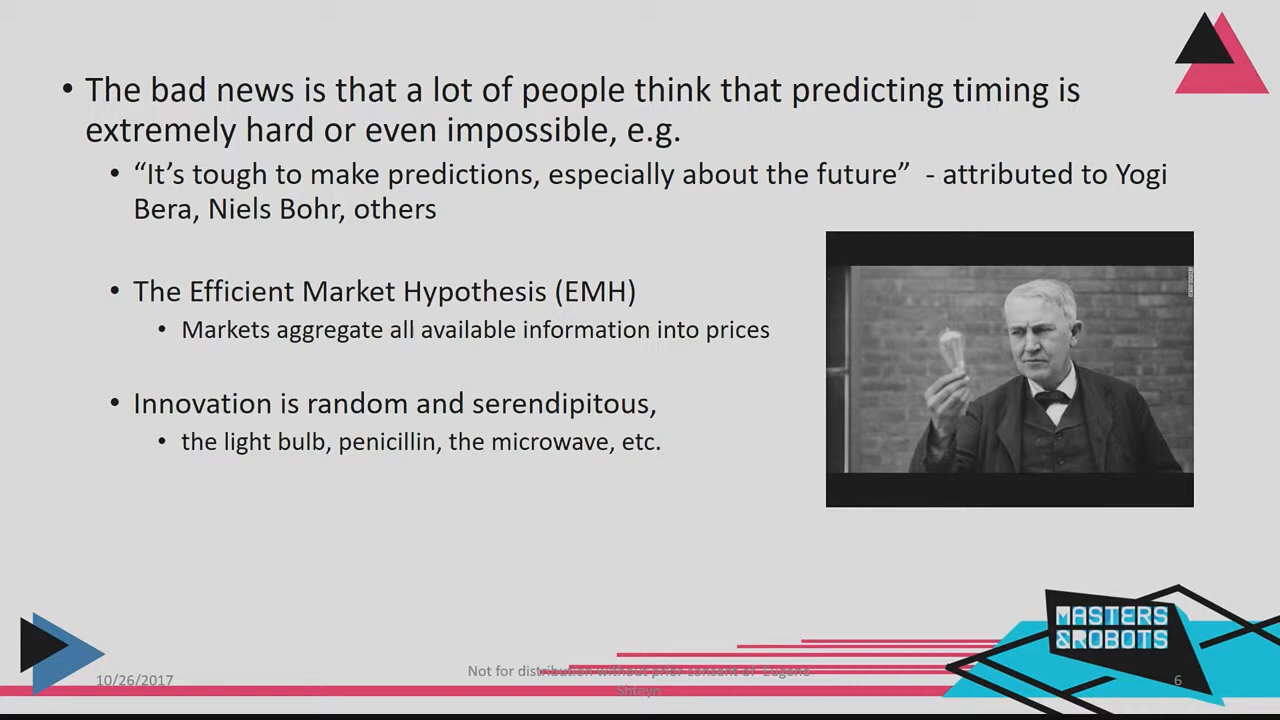 • The bad news is that a lot of people think that predicting timing is
extremely hard or even impossible, e.g.
• “It’s tough to make predictions, especially about the future” - attributed to Yogi
Bera, Niels Bohr, others
• The Efficient Market Hypothesis (EMH)
• Markets aggregate all available information into prices
• Innovation is random and serendipitous,
• the light bulb, penicillin, the microwave, etc.
MASTERS
&ROBOTS
10/26/2017
Not for distribution without prior consent of Eugene
Shteyn
6